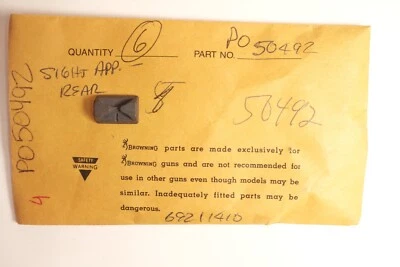 QUANTITY 6 PART NO. PO 50492
SIGHT APP.
REAR
50492
PO50492
4
BROWNING parts are made exclusively for
SAFETY
WARNING
BROWNING guns and are not recommended for
use in other guns even though models may be
similar. Inadequately fitted parts may be
dangerous.
69211410